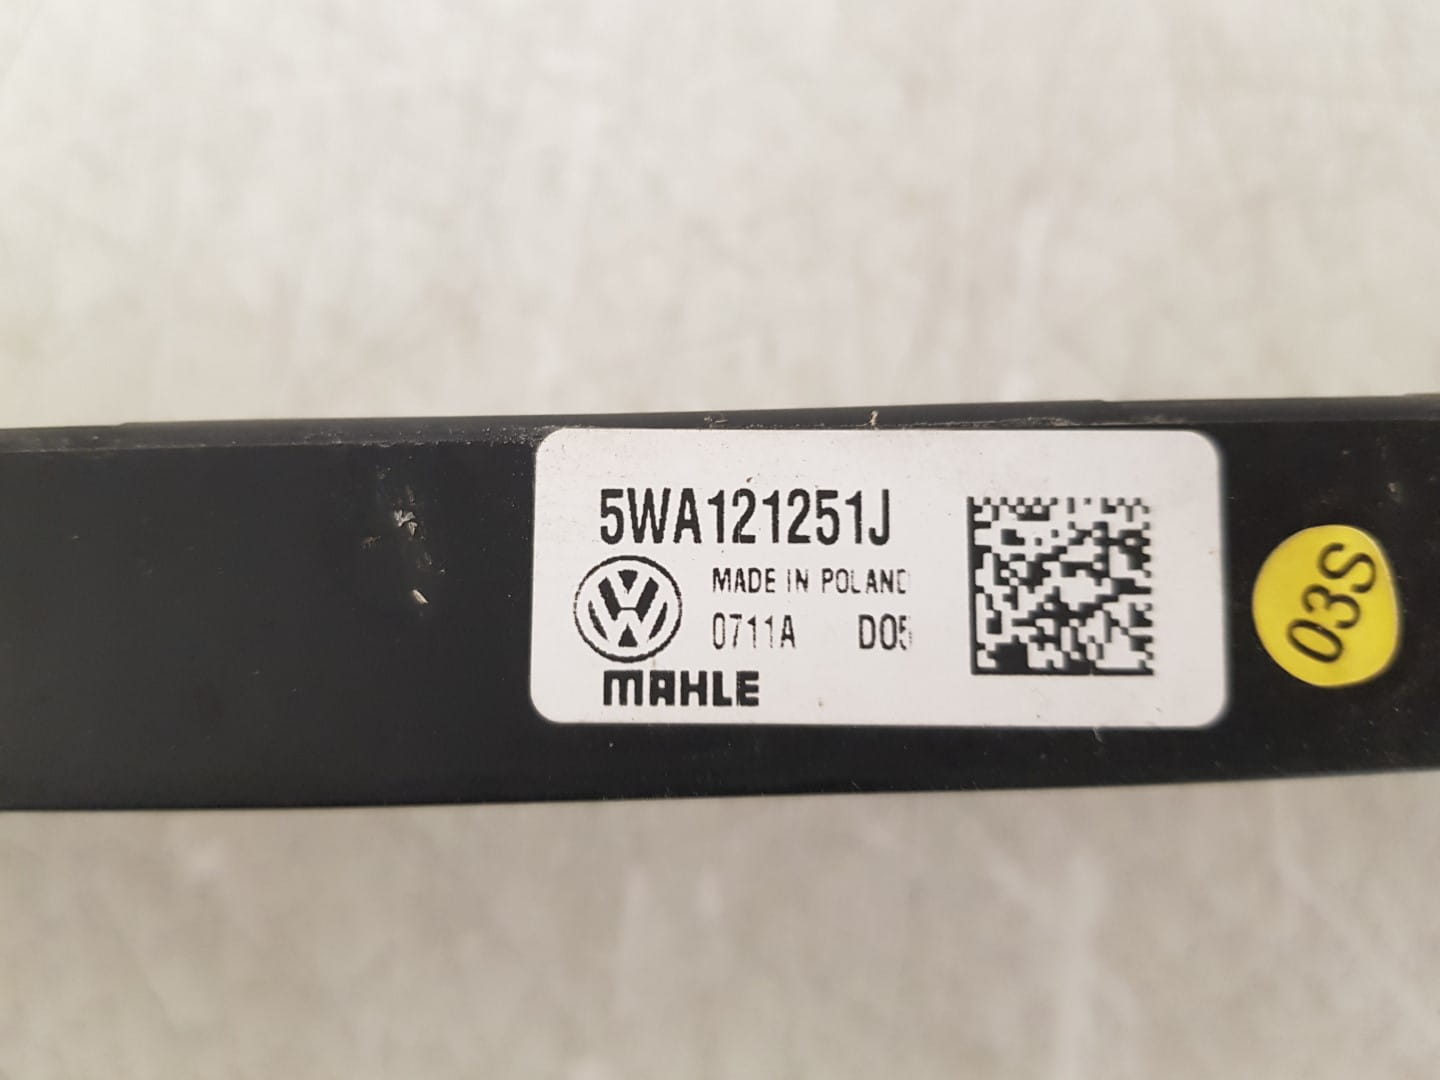 5WA121251J
MADE IN POLAND
0711A D05
MAHLE
03S